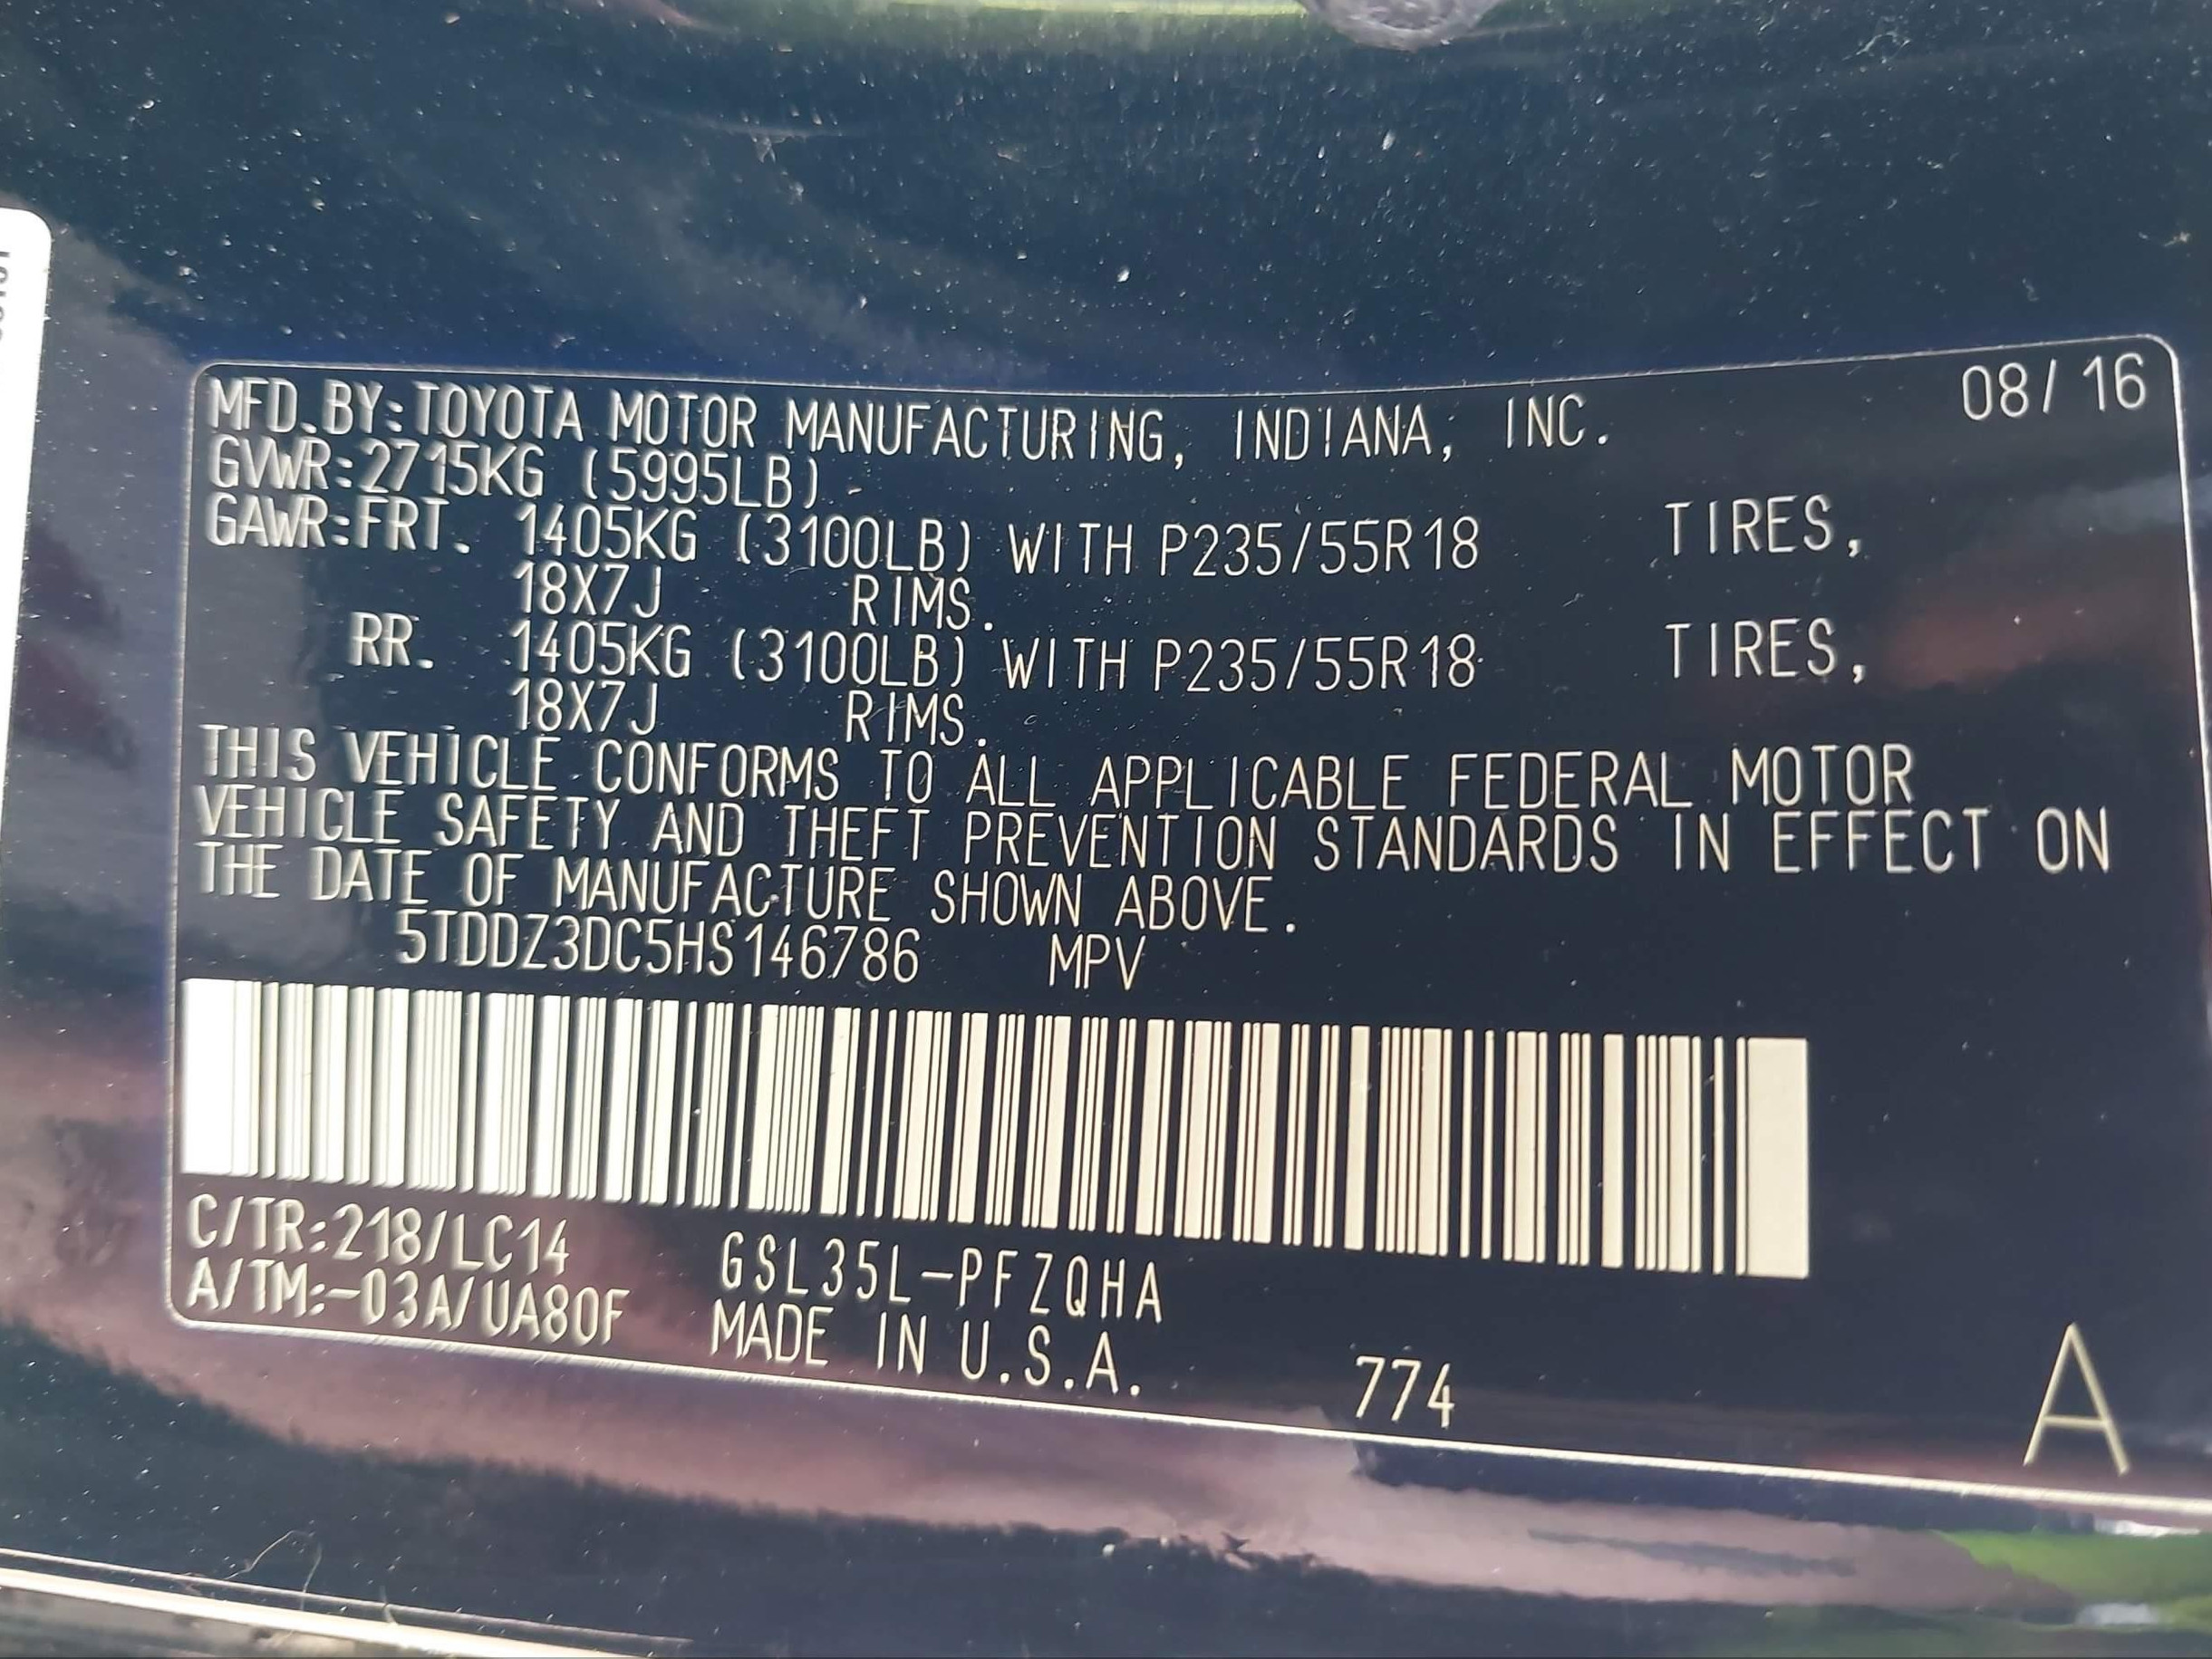 MFD.BY:TOYOTA MOTOR MANUFACTURING, INDIANA, INC. 08/16
GVWR:2715KG (5995LB)
GAWR:FRT. 1405KG (3100LB) WITH P235/55R18 TIRES,
18X7J RIMS.
RR. 1405KG (3100LB) WITH P235/55R18 TIRES,
18X7J RIMS.
THIS VEHICLE CONFORMS TO ALL APPLICABLE FEDERAL MOTOR
VEHICLE SAFETY AND THEFT PREVENTION STANDARDS IN EFFECT ON
THE DATE OF MANUFACTURE SHOWN ABOVE.
5TDDZ3DC5HS146786 MPV
C/TR:218/LC14 GSL35L-PFZQHA
A/TM:-03A/UA80F MADE IN U.S.A. 774 A